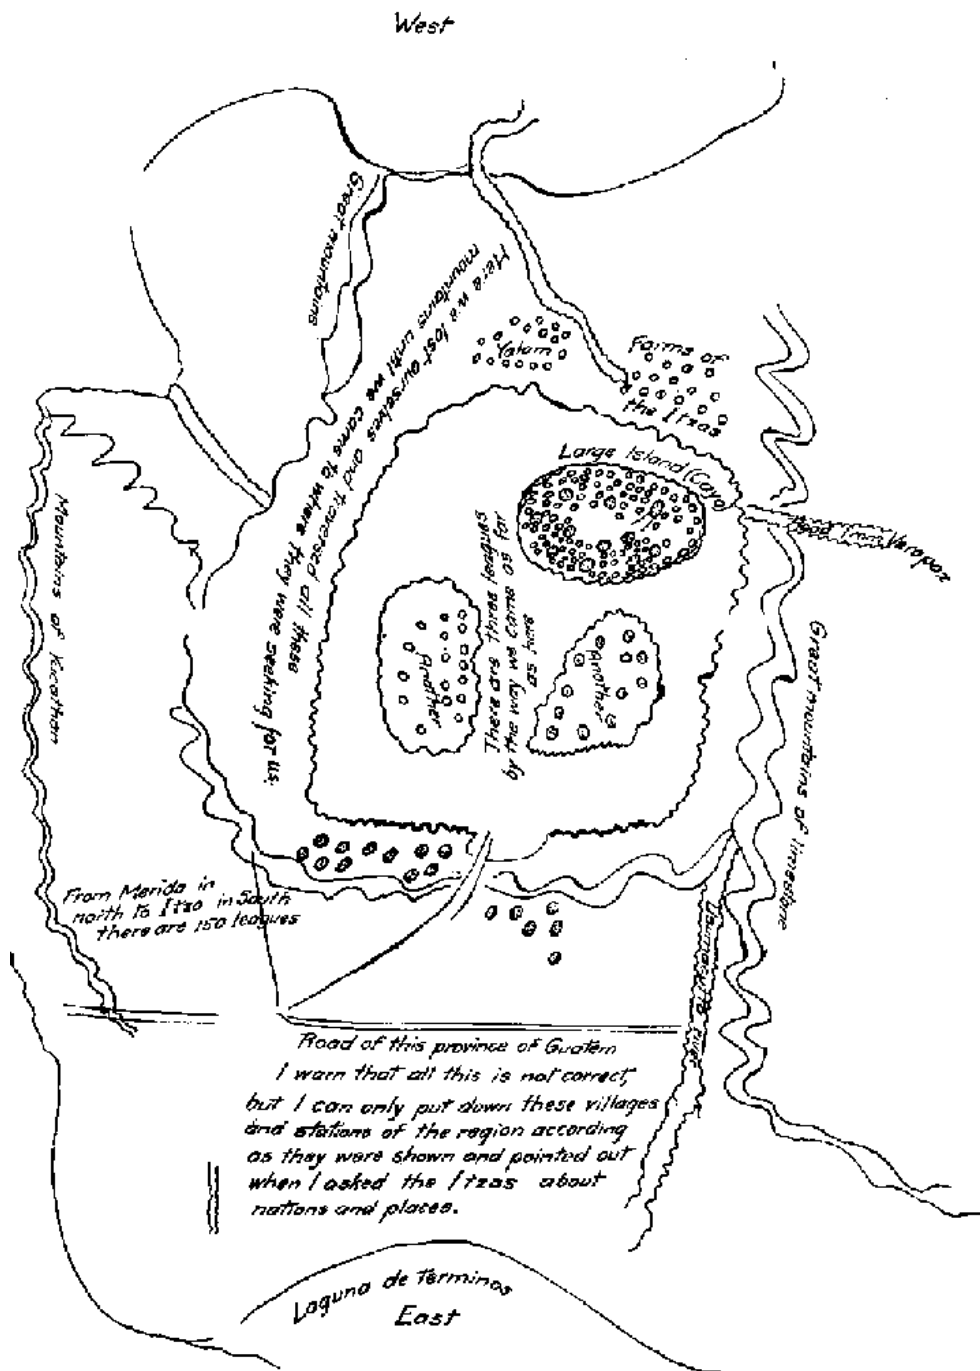 West
Great mountains
Here we lost ourselves and traversed all these
mountains until we came to where they were seeking for us.
Yalam
Farms of
the Itzas
Large Island (Cayo)
Road from Verapaz
Mountains of Yucathan
There are three leagues
by the way we came as far
as here
Another
Another
Great mountains of limestone
From Merida in
north to Itza in South
there are 150 leagues
River
Road of this province of Guatem
I warn that all this is not correct,
but I can only put down these villages
and stations of the region according
as they were shown and pointed out
when I asked the Itzas about
nations and places.
Laguna de Terminos
East